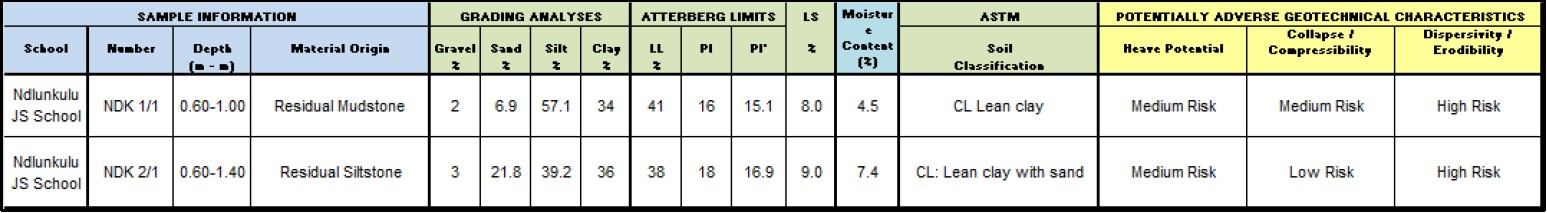 SAMPLE INFORMATION GRADING ANALYSES ATTERBERG LIMITS LS Moistur e Content (%) ASTM POTENTIALLY ADVERSE GEOTECHNICAL CHARACTERISTICS
School Number Depth (m - m) Material Origin Gravel % Sand % Silt % Clay % LL % PI PI' % Soil Classification Heave Potential Collapse / Compressibility Dispersivity / Erodibility
Ndlunkulu JS School NDK 1/1 0.60-1.00 Residual Mudstone 2 6.9 57.1 34 41 16 15.1 8.0 4.5 CL Lean clay Medium Risk Medium Risk High Risk
Ndlunkulu JS School NDK 2/1 0.60-1.40 Residual Siltstone 3 21.8 39.2 36 38 18 16.9 9.0 7.4 CL: Lean clay with sand Medium Risk Low Risk High Risk